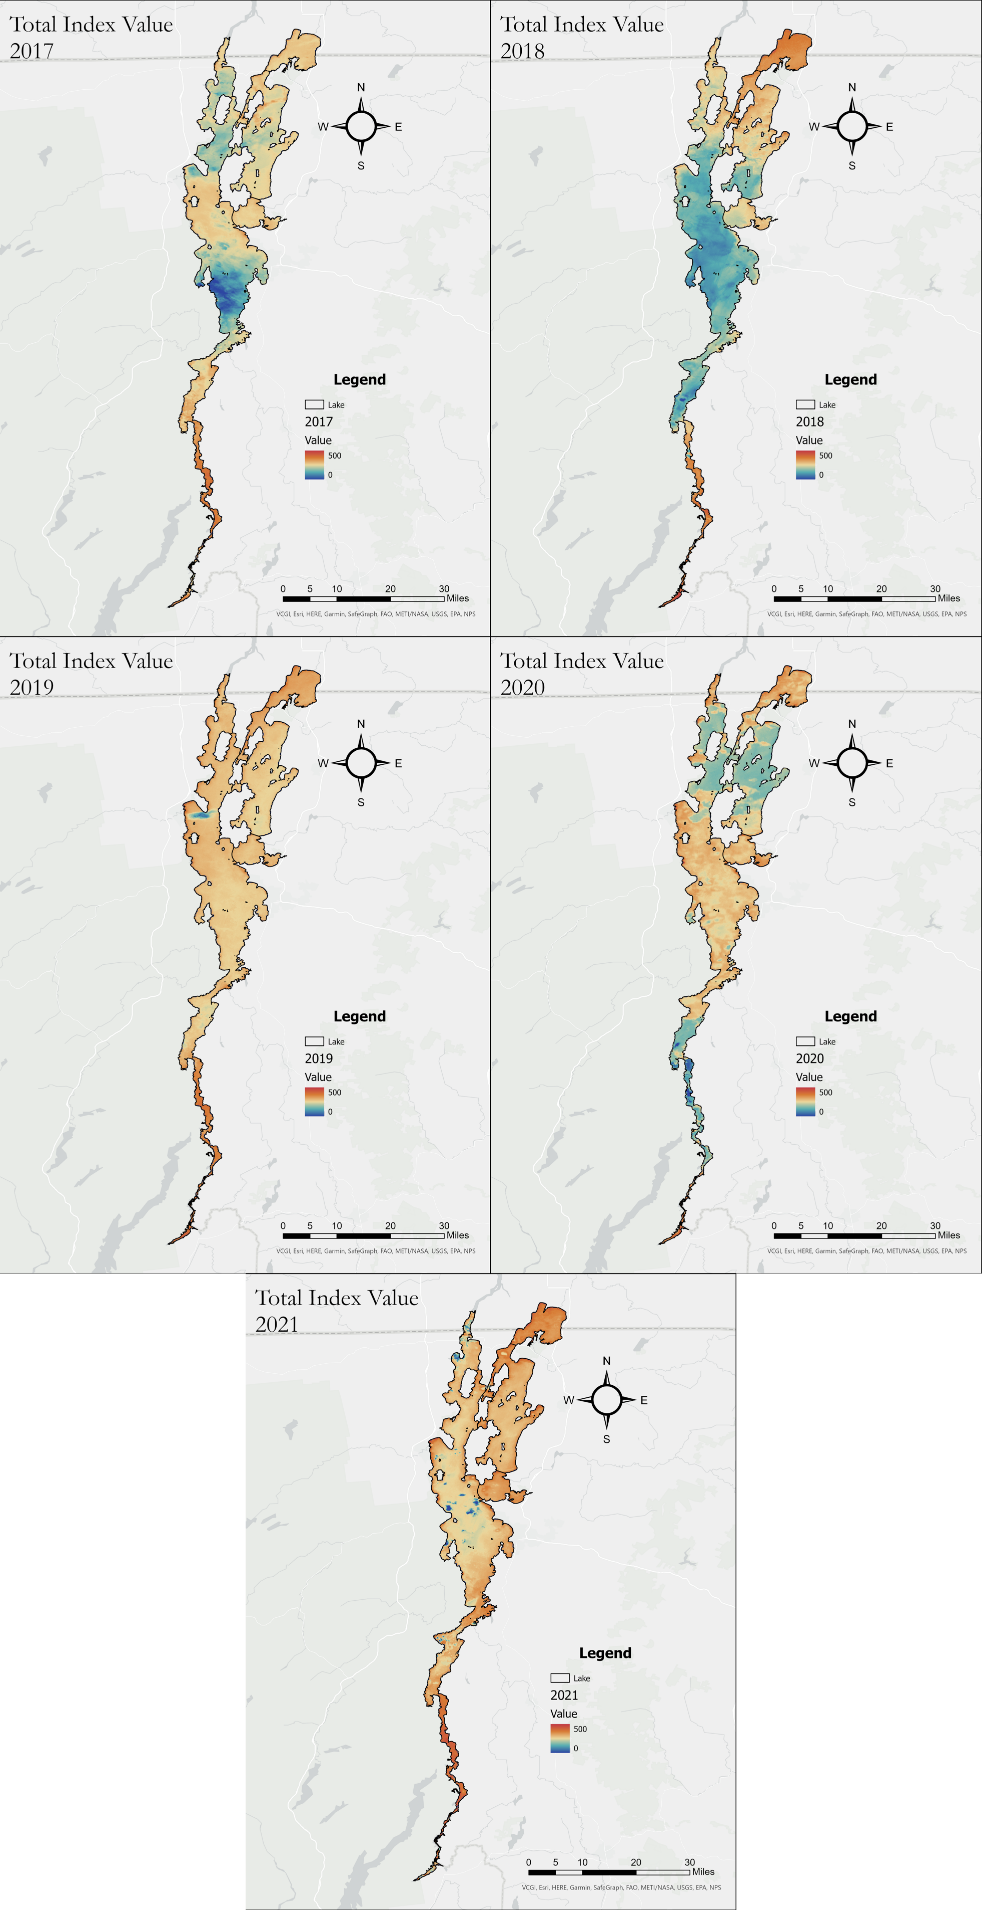 Total Index Value
2017
N
W E
S
Legend
Lake
2017
Value
500
0
0 5 10 20 30
Miles
VCGI, Esri, HERE, Garmin, SafeGraph, FAO, METI/NASA, USGS, EPA, NPS
Total Index Value
2018
N
W E
S
Legend
Lake
2018
Value
500
0
0 5 10 20 30
Miles
VCGI, Esri, HERE, Garmin, SafeGraph, FAO, METI/NASA, USGS, EPA, NPS
Total Index Value
2019
N
W E
S
Legend
Lake
2019
Value
500
0
0 5 10 20 30
Miles
VCGI, Esri, HERE, Garmin, SafeGraph, FAO, METI/NASA, USGS, EPA, NPS
Total Index Value
2020
N
W E
S
Legend
Lake
2020
Value
500
0
0 5 10 20 30
Miles
VCGI, Esri, HERE, Garmin, SafeGraph, FAO, METI/NASA, USGS, EPA, NPS
Total Index Value
2021
N
W E
S
Legend
Lake
2021
Value
500
0
0 5 10 20 30
Miles
VCGI, Esri, HERE, Garmin, SafeGraph, FAO, METI/NASA, USGS, EPA, NPS